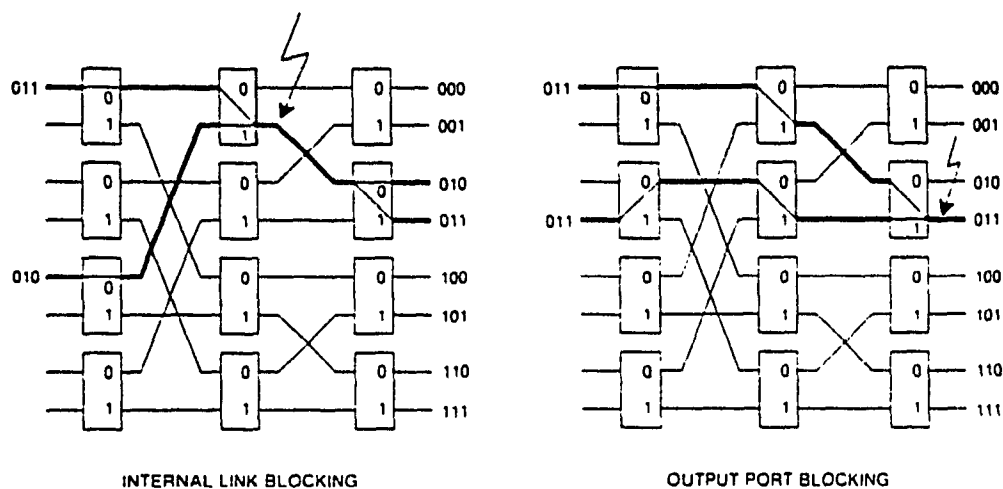 011 0 0 0 000
1 1 1 001
0 0 0 010
1 1 1 011
010 0 0 0 100
1 1 1 101
0 0 0 110
1 1 1 111
INTERNAL LINK BLOCKING
011 0 0 0 000
1 1 1 001
0 0 0 010
011 1 1 1 011
0 0 0 100
1 1 1 101
0 0 0 110
1 1 1 111
OUTPUT PORT BLOCKING